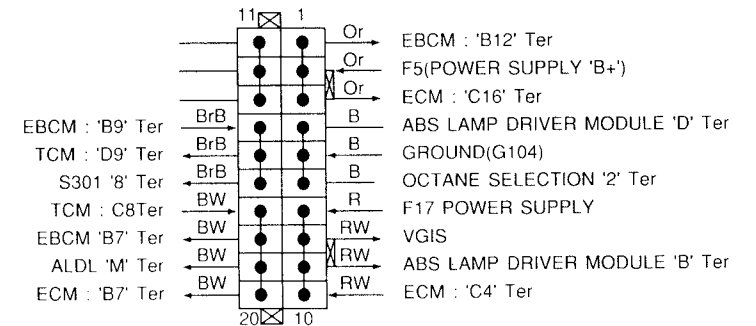 11 1
Or EBCM : 'B12' Ter
Or F5(POWER SUPPLY 'B+')
Or ECM : 'C16' Ter
EBCM : 'B9' Ter BrB B ABS LAMP DRIVER MODULE 'D' Ter
TCM : 'D9' Ter BrB B GROUND(G104)
S301 '8' Ter BrB B OCTANE SELECTION '2' Ter
TCM : C8Ter BW R F17 POWER SUPPLY
EBCM 'B7' Ter BW RW VGIS
ALDL 'M' Ter BW RW ABS LAMP DRIVER MODULE 'B' Ter
ECM : 'B7' Ter BW RW ECM : 'C4' Ter
20 10